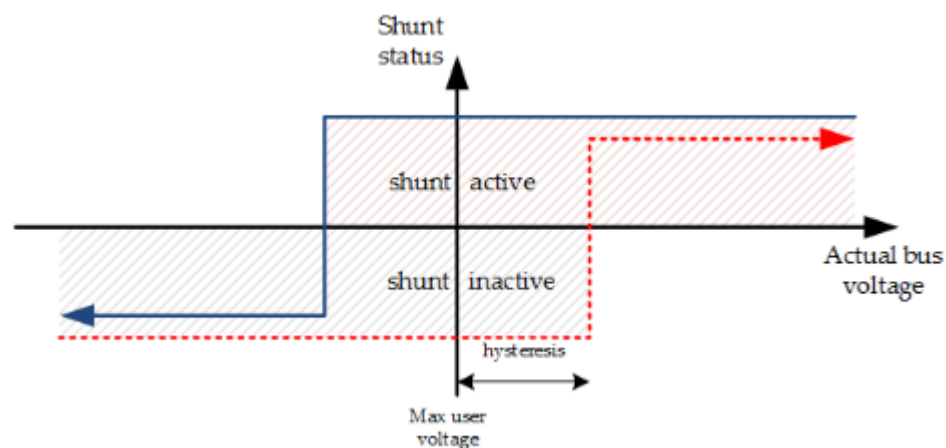 Shunt
status
shunt active
Actual bus
voltage
shunt inactive
hysteresis
Max user
voltage